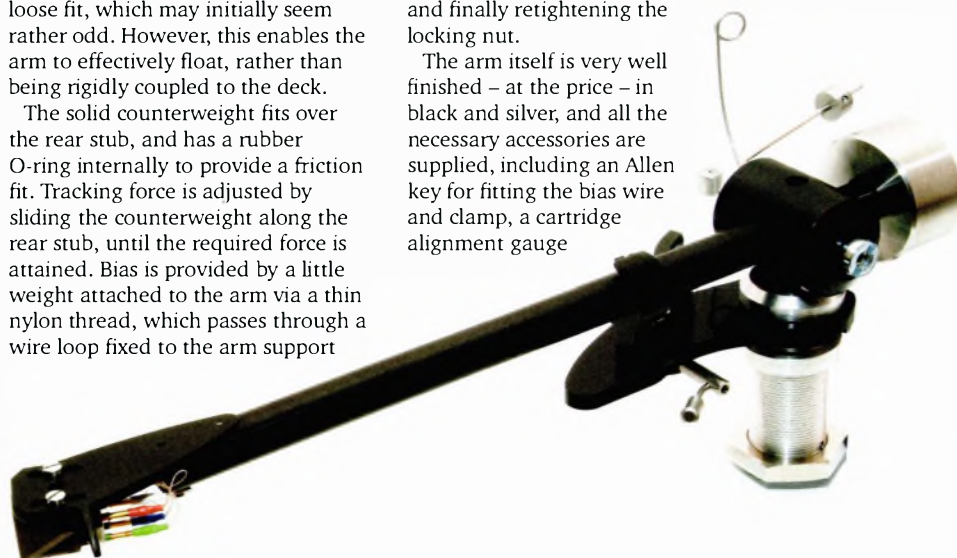 loose fit, which may initially seem
rather odd. However, this enables the
arm to effectively float, rather than
being rigidly coupled to the deck.
The solid counterweight fits over
the rear stub, and has a rubber
O-ring internally to provide a friction
fit. Tracking force is adjusted by
sliding the counterweight along the
rear stub, until the required force is
attained. Bias is provided by a little
weight attached to the arm via a thin
nylon thread, which passes through a
wire loop fixed to the arm support
and finally retightening the
locking nut.
The arm itself is very well
finished – at the price – in
black and silver, and all the
necessary accessories are
supplied, including an Allen
key for fitting the bias wire
and clamp, a cartridge
alignment gauge